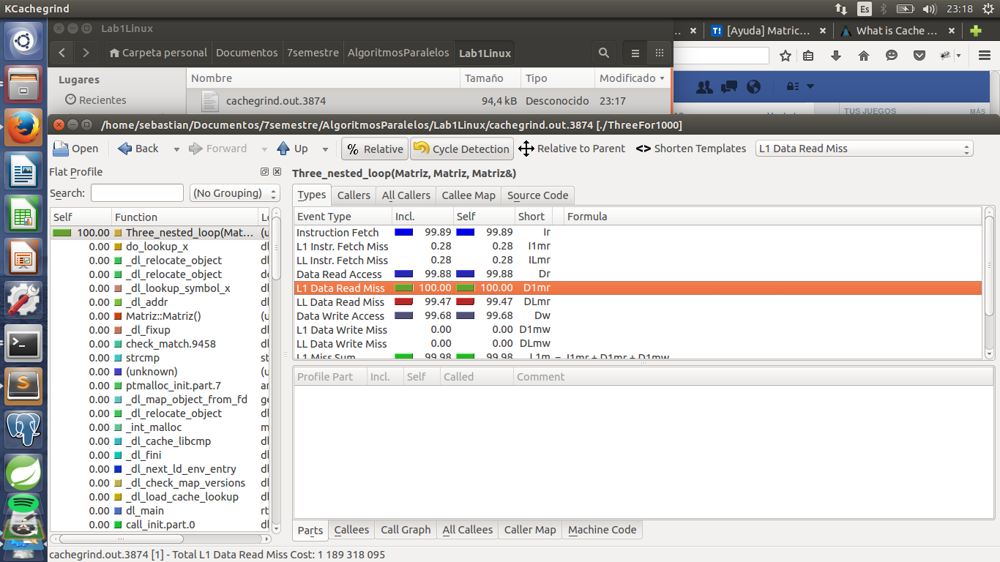 KCachegrind Es 23:18
Lab1Linux
.. [Ayuda] Matric... What is Cache ...
Carpeta personal Documentos 7semestre AlgoritmosParalelos Lab1Linux
Lugares
Recientes
Nombre Tamaño Tipo Modificado
cachegrind.out.3874 94,4 kB Desconocido 23:17
TUS JUEGOS MÁS
/home/sebastian/Documentos/7semestre/AlgoritmosParalelos/Lab1Linux/cachegrind.out.3874 [./ThreeFor1000]
Open Back Forward Up % Relative Cycle Detection Relative to Parent <> Shorten Templates L1 Data Read Miss
Flat Profile
Search: (No Grouping)
Self Function
100.00 Three_nested_loop(Mat... (u
0.00 do_lookup_x dl
0.00 _dl_relocate_object dl
0.00 _dl_relocate_object do
0.00 _dl_lookup_symbol_x dl
0.00 _dl_addr dl
0.00 Matriz::Matriz() (u
0.00 _dl_fixup dl
0.00 check_match.9458 dl
0.00 strcmp st
0.00 (unknown) (u
0.00 ptmalloc_init.part.7 ar
0.00 _dl_map_object_from_fd ge
0.00 _dl_relocate_object dl
0.00 _int_malloc m
0.00 _dl_cache_libcmp dl
0.00 _dl_fini dl
0.00 _dl_next_ld_env_entry dl
0.00 _dl_check_map_versions dl
0.00 _dl_load_cache_lookup dl
0.00 dl_main rt
0.00 call_init.part.0 dl
Three_nested_loop(Matriz, Matriz, Matriz&)
Types Callers All Callers Callee Map Source Code
Event Type Incl. Self Short Formula
Instruction Fetch 99.89 99.89 Ir
L1 Instr. Fetch Miss 0.28 0.28 I1mr
LL Instr. Fetch Miss 0.28 0.28 ILmr
Data Read Access 99.88 99.88 Dr
L1 Data Read Miss 100.00 100.00 D1mr
LL Data Read Miss 99.47 99.47 DLmr
Data Write Access 99.68 99.68 Dw
L1 Data Write Miss 0.00 0.00 D1mw
LL Data Write Miss 0.00 0.00 DLmw
L1 Miss Sum 99.98 99.98 L1m = I1mr + D1mr + D1mw
Profile Part Incl. Self Called Comment
Parts Callees Call Graph All Callees Caller Map Machine Code
cachegrind.out.3874 [1] - Total L1 Data Read Miss Cost: 1 189 318 095